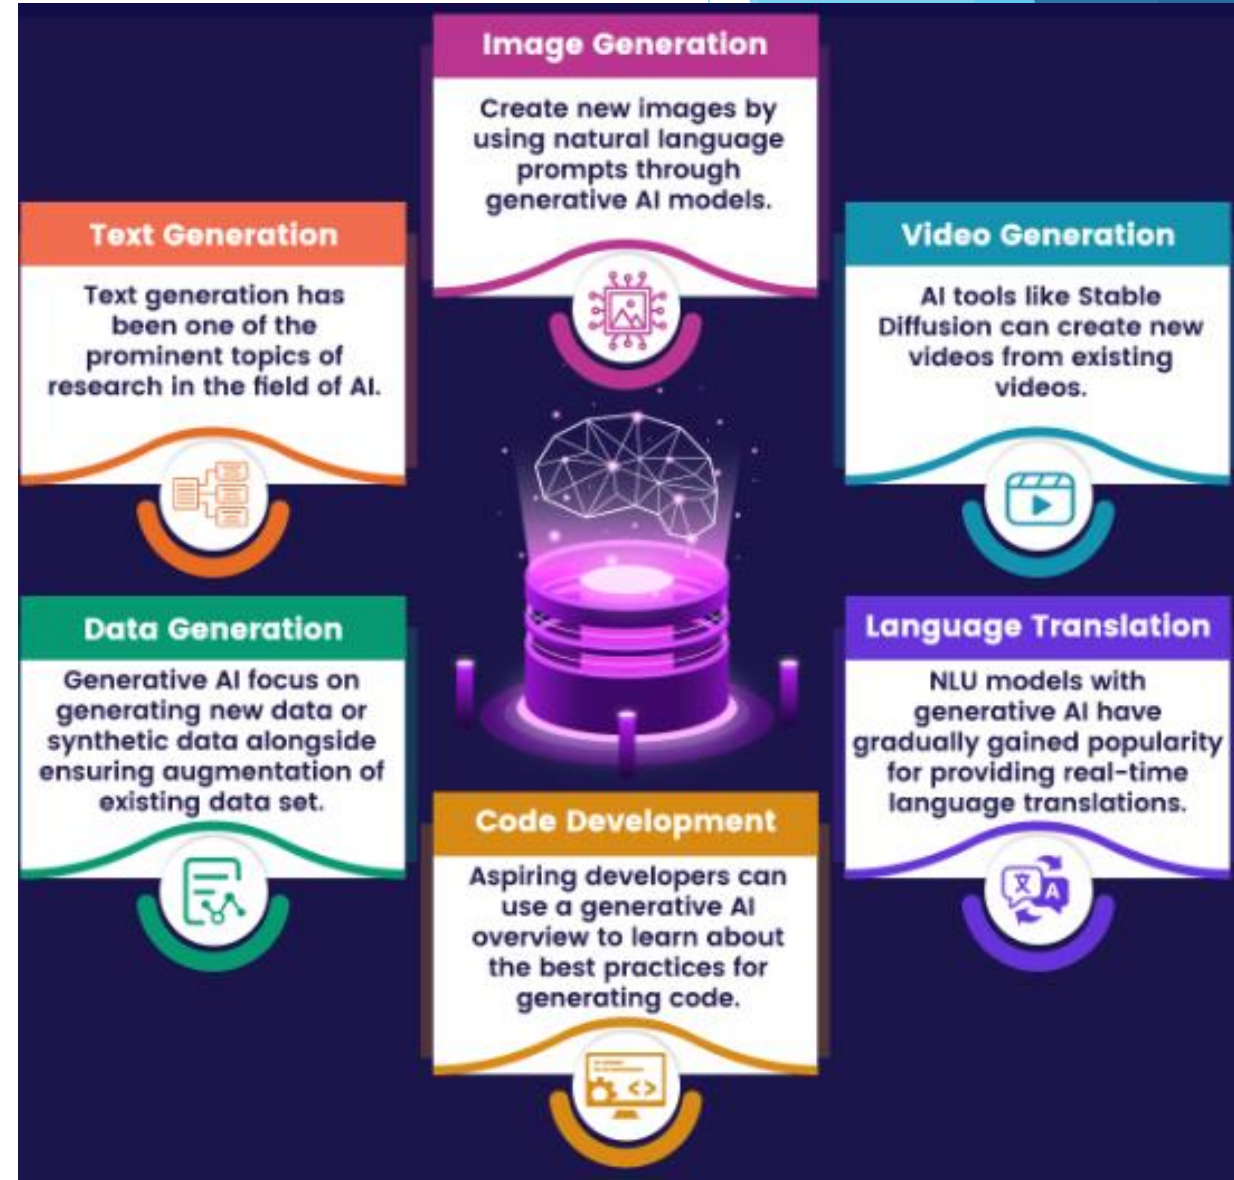 Image Generation
Create new images by
using natural language
prompts through
generative AI models.
Text Generation
Text generation has
been one of the
prominent topics of
research in the field of AI.
Video Generation
AI tools like Stable
Diffusion can create new
videos from existing
videos.
Data Generation
Generative AI focus on
generating new data or
synthetic data alongside
ensuring augmentation of
existing data set.
Language Translation
NLU models with
generative AI have
gradually gained popularity
for providing real-time
language translations.
文 A
Code Development
Aspiring developers can
use a generative AI
overview to learn about
the best practices for
generating code.